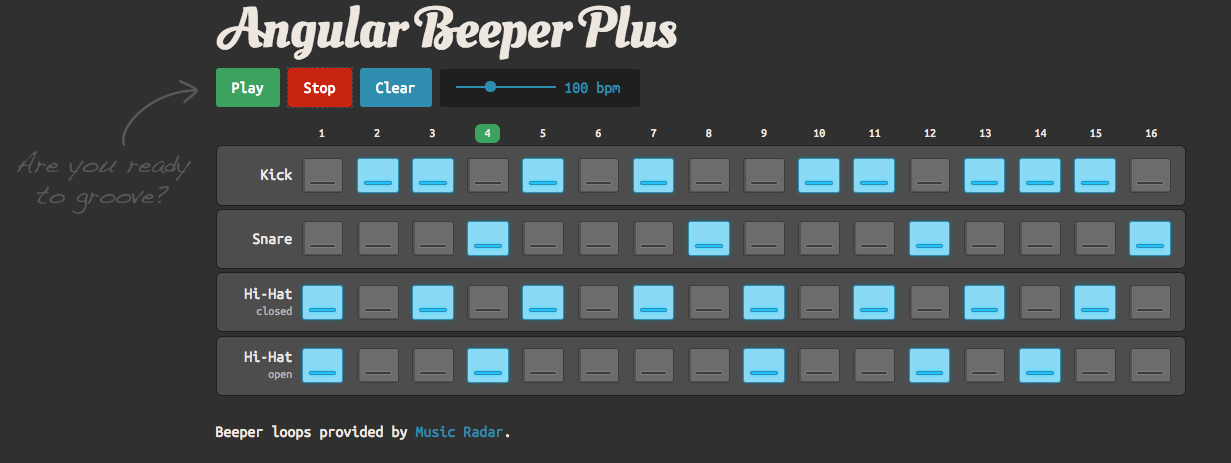 Angular Beeper Plus
Play Stop Clear 100 bpm
Are you ready
to groove?
1 2 3 4 5 6 7 8 9 10 11 12 13 14 15 16
Kick
Snare
Hi-Hat
closed
Hi-Hat
open
Beeper loops provided by Music Radar.